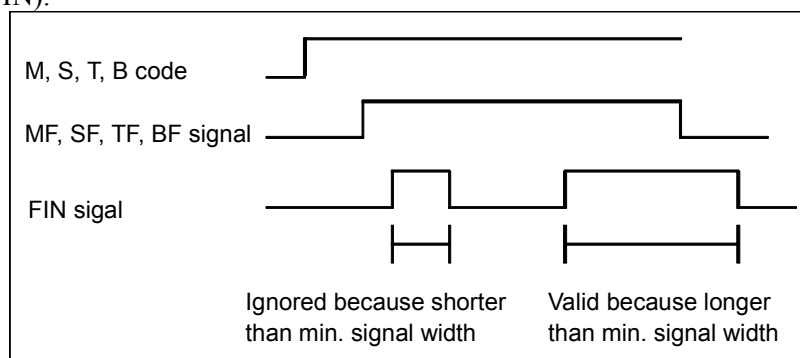 IN).
M, S, T, B code
MF, SF, TF, BF signal
FIN sigal
Ignored because shorter
than min. signal width
Valid because longer
than min. signal width